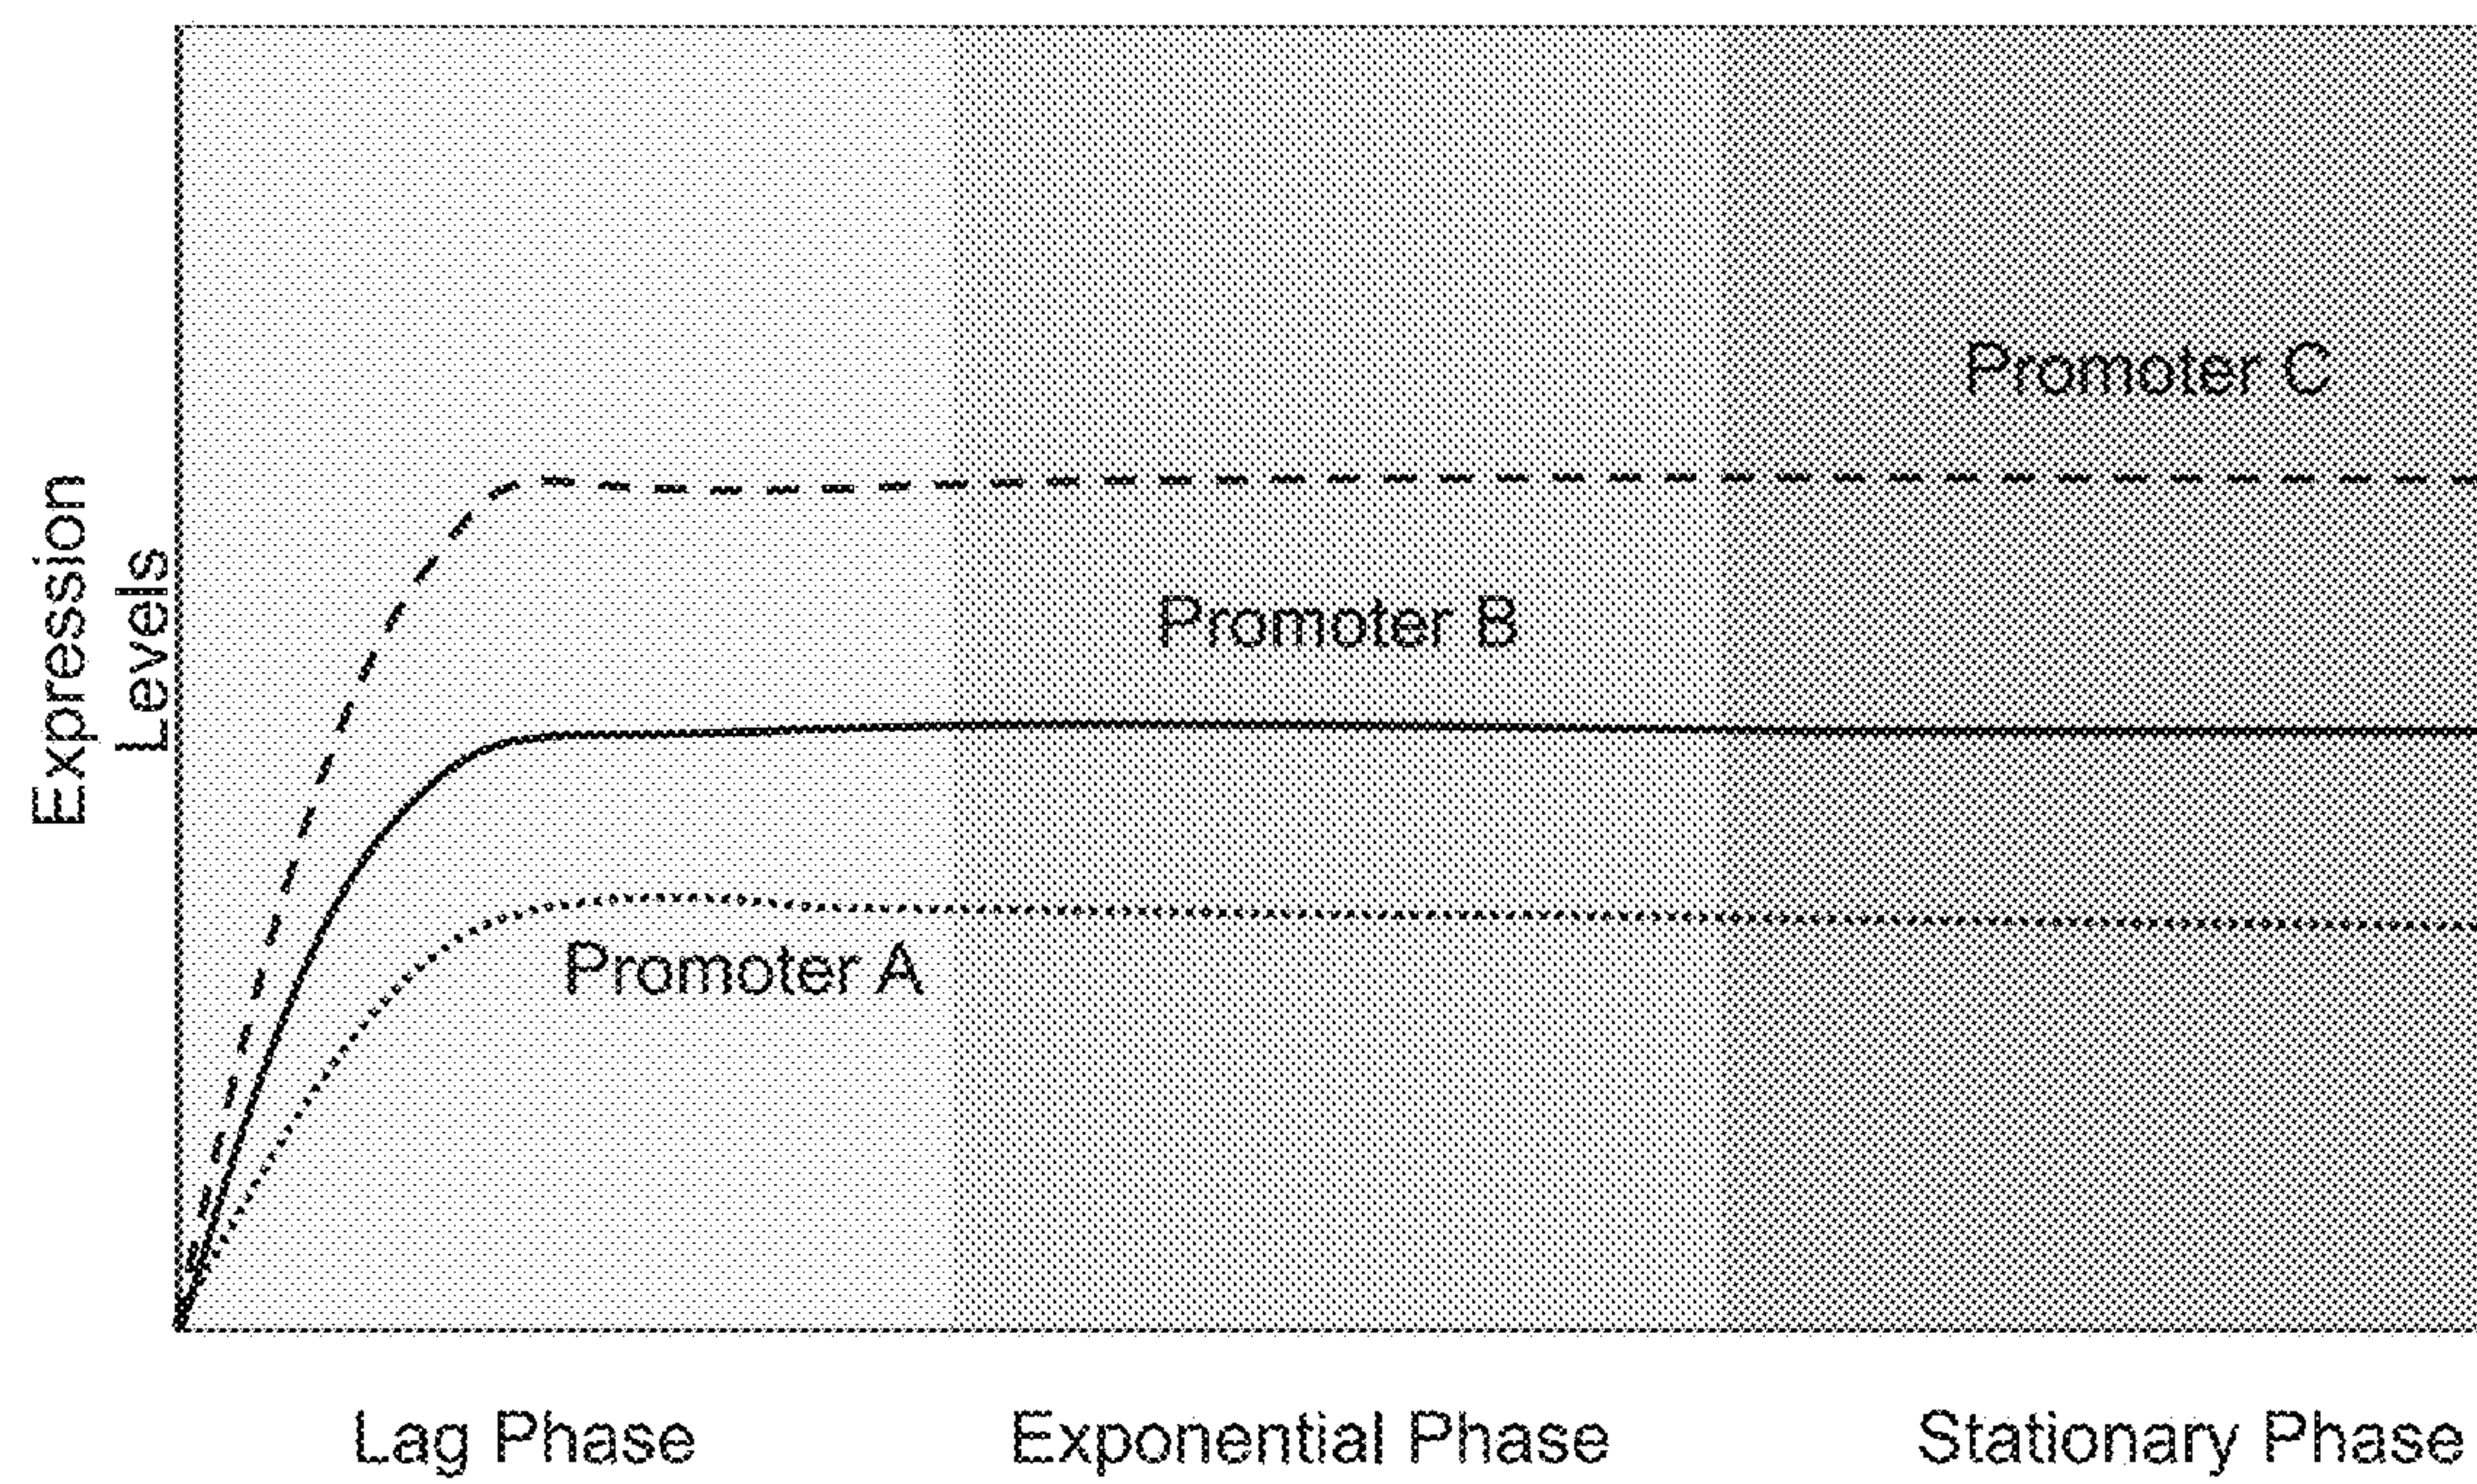 Expression
Levels
Promoter C
Promoter B
Promoter A
Lag Phase
Exponential Phase
Stationary Phase